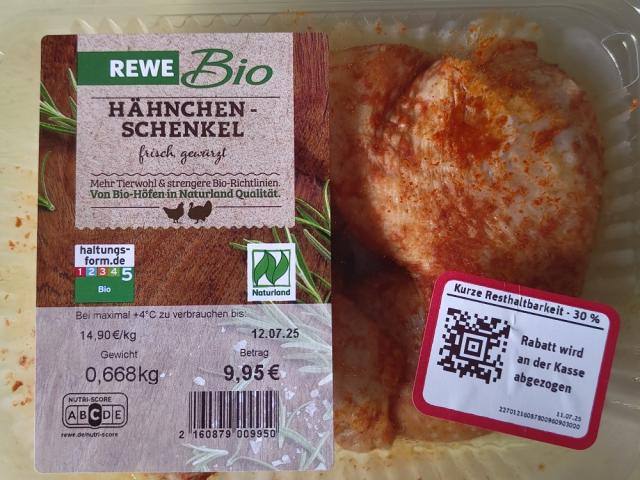 REWE Bio
HÄHNCHEN-
SCHENKEL
frisch, gewürzt
Mehr Tierwohl & strengere Bio-Richtlinien.
Von Bio-Höfen in Naturland Qualität.
haltungs-
form.de
1 2 3 4 5
Bio
Naturland
Bei maximal +4°C zu verbrauchen bis:
14,90€/kg 12.07.25
Gewicht Betrag
0,668kg 9,95€
NUTRI-SCORE
A B C D E
rewe.de/nutri-score
2 160879 009950
Kurze Resthaltbarkeit - 30 %
Rabatt wird
an der Kasse
abgezogen
11.07.25